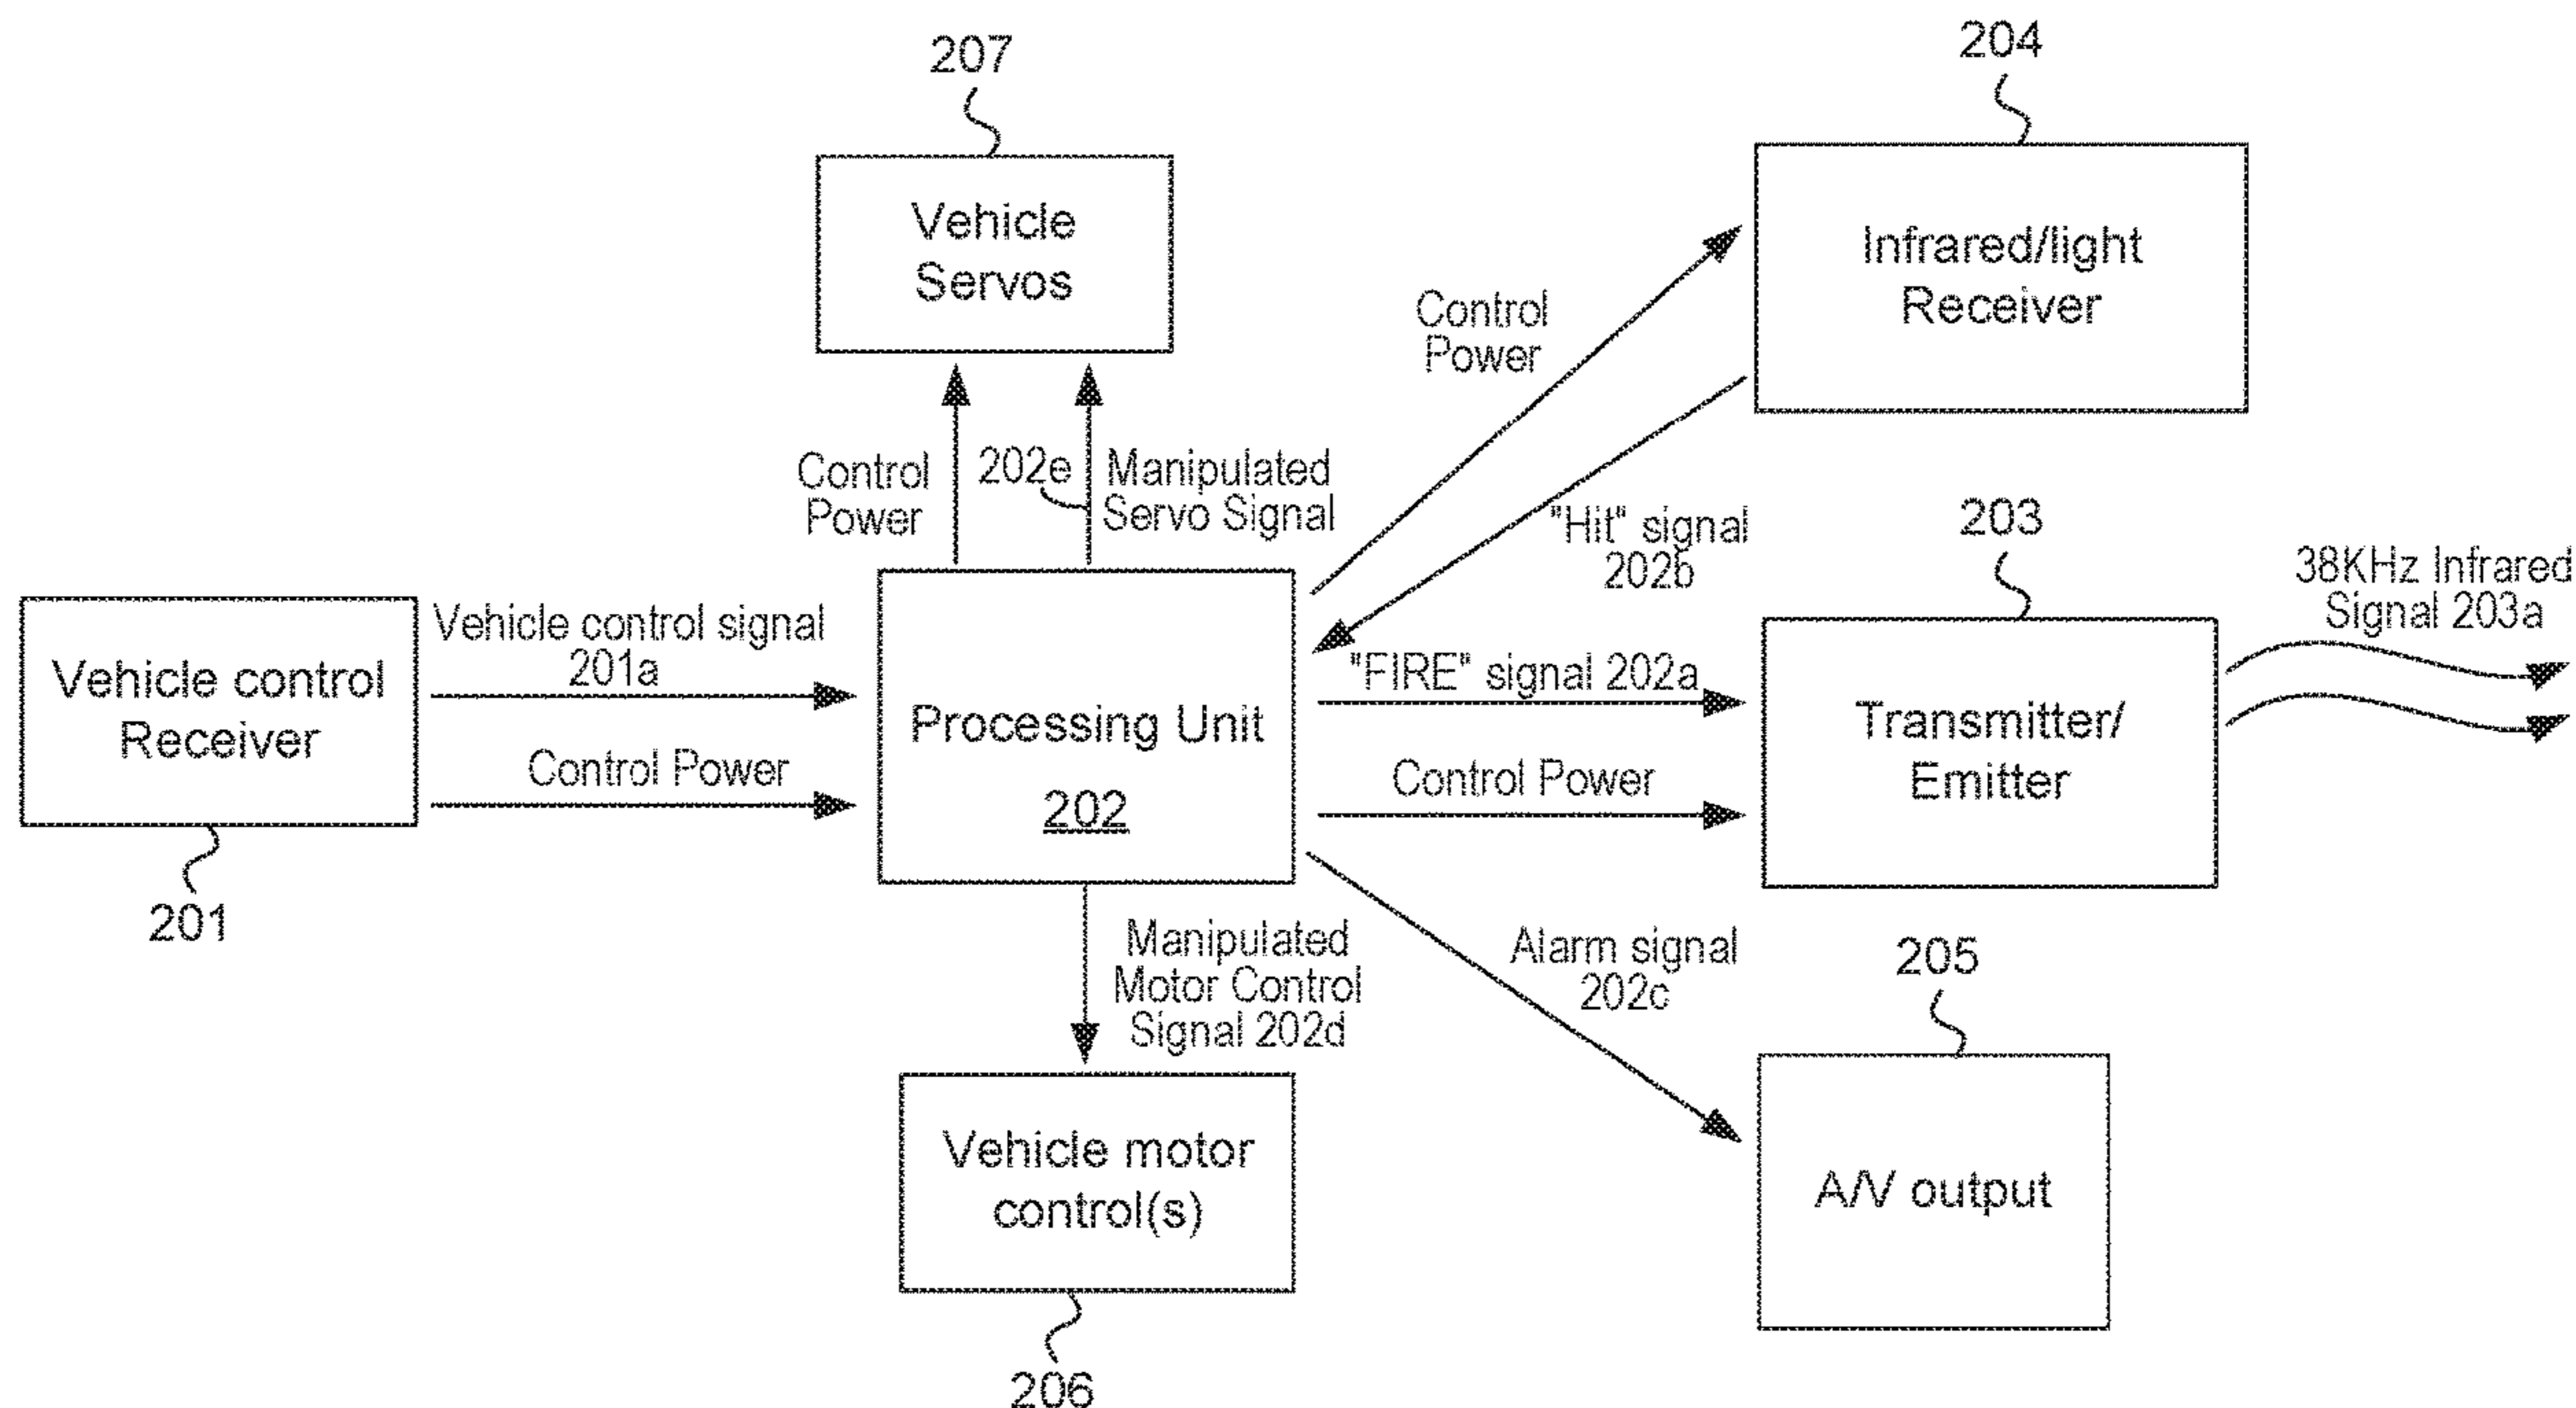 207
204
Vehicle
Servos
Infrared/light
Receiver
Control
Power
Control
Power
202e
Manipulated
Servo Signal
"Hit" signal
202b
203
38KHz Infrared
Signal 203a
Vehicle control
Receiver
Vehicle control signal
201a
Control Power
201
Processing Unit
202
"FIRE" signal 202a
Control Power
Transmitter/
Emitter
Manipulated
Motor Control
Signal 202d
Alarm signal
202c
205
Vehicle motor
control(s)
A/V output
206